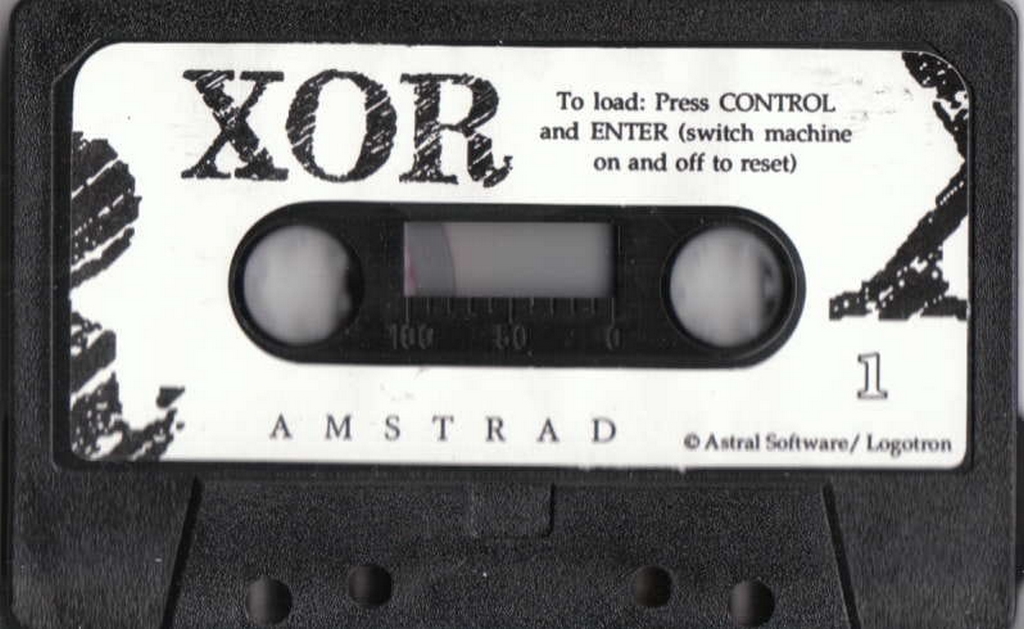 XOR
To load: Press CONTROL
and ENTER (switch machine
on and off to reset)
100 50 0
1
A M S T R A D
© Astral Software/ Logotron